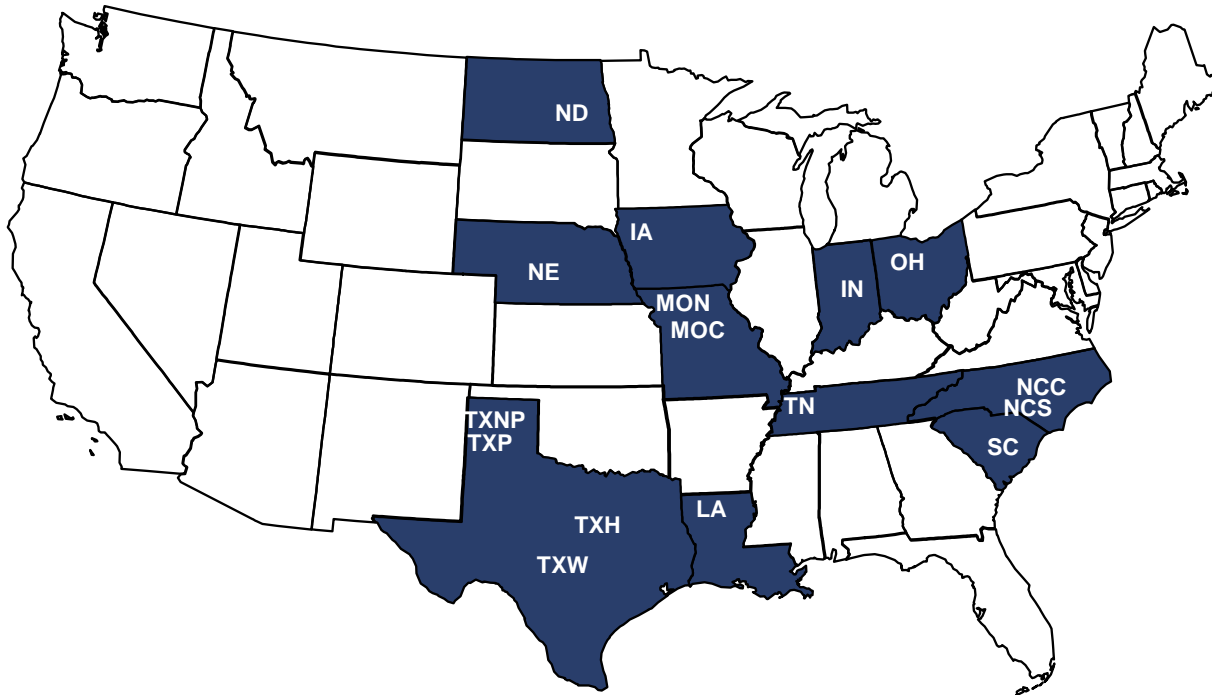 ND
IA
NE
OH
IN
MON
MOC
TN
NCC
NCS
SC
TXNP
TXP
LA
TXH
TXW